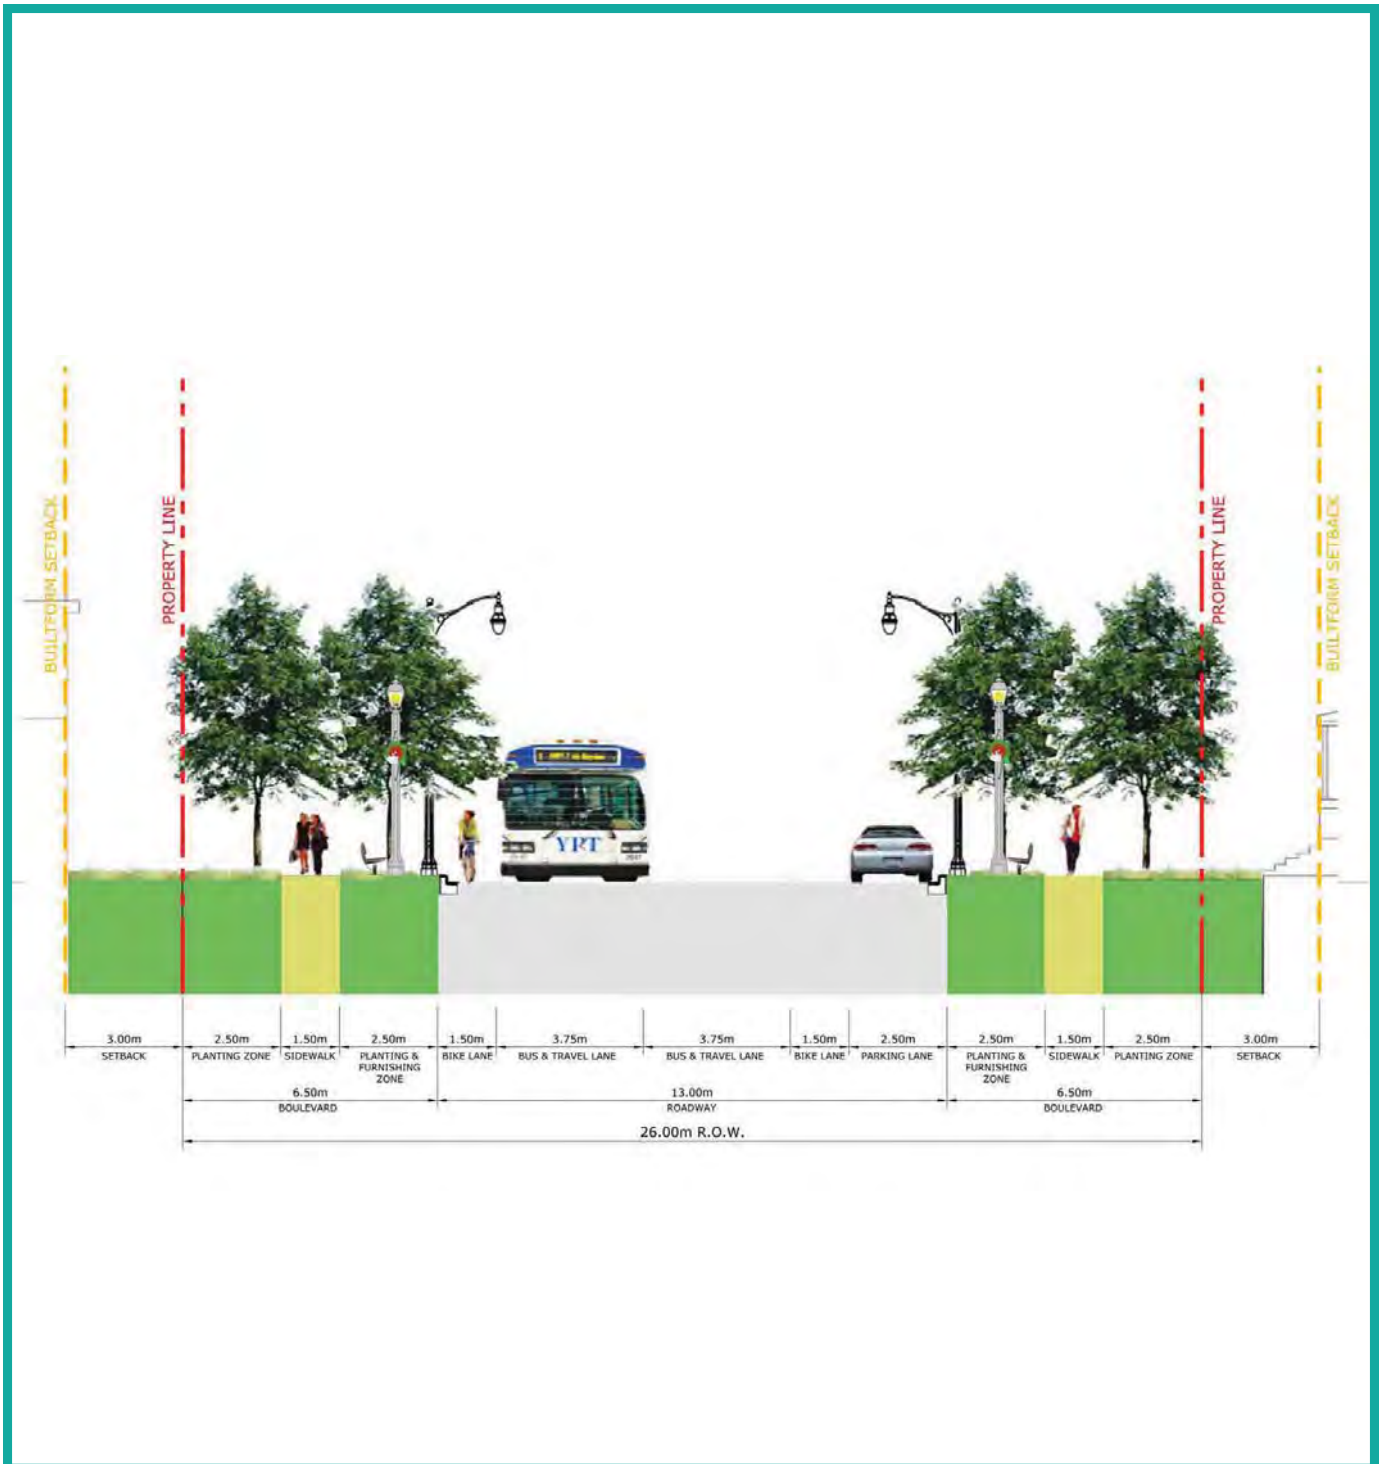 BUILTFORM SETBACK
PROPERTY LINE
PROPERTY LINE
BUILTFORM SETBACK
YRT
3.00m
SETBACK
2.50m
PLANTING ZONE
1.50m
SIDEWALK
2.50m
PLANTING &
FURNISHING
ZONE
1.50m
BIKE LANE
3.75m
BUS & TRAVEL LANE
3.75m
BUS & TRAVEL LANE
1.50m
BIKE LANE
2.50m
PARKING LANE
2.50m
PLANTING &
FURNISHING
ZONE
1.50m
SIDEWALK
2.50m
PLANTING ZONE
3.00m
SETBACK
6.50m
BOULEVARD
13.00m
ROADWAY
6.50m
BOULEVARD
26.00m R.O.W.